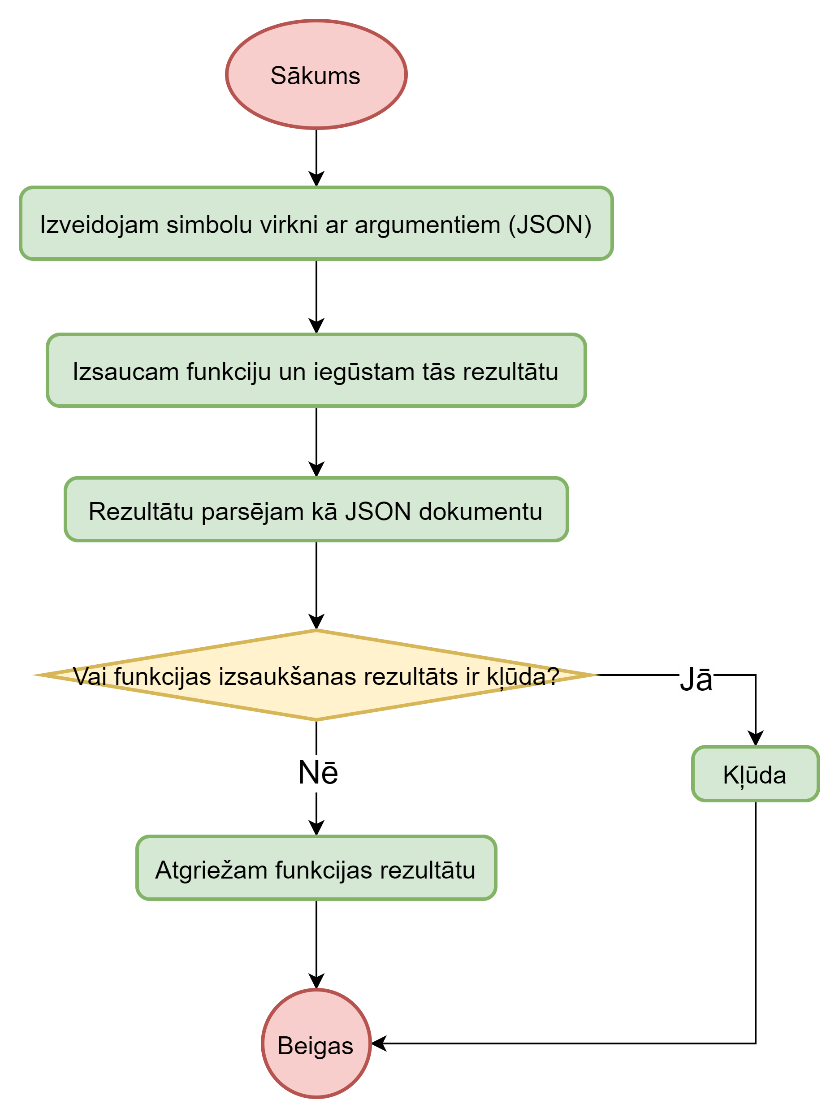 Sākums
Izveidojam simbolu virkni ar argumentiem (JSON)
Izsaucam funkciju un iegūstam tās rezultātu
Rezultātu parsējam kā JSON dokumentu
Vai funkcijas izsaukšanas rezultāts ir kļūda?
Jā
Nē
Kļūda
Atgriežam funkcijas rezultātu
Beigas